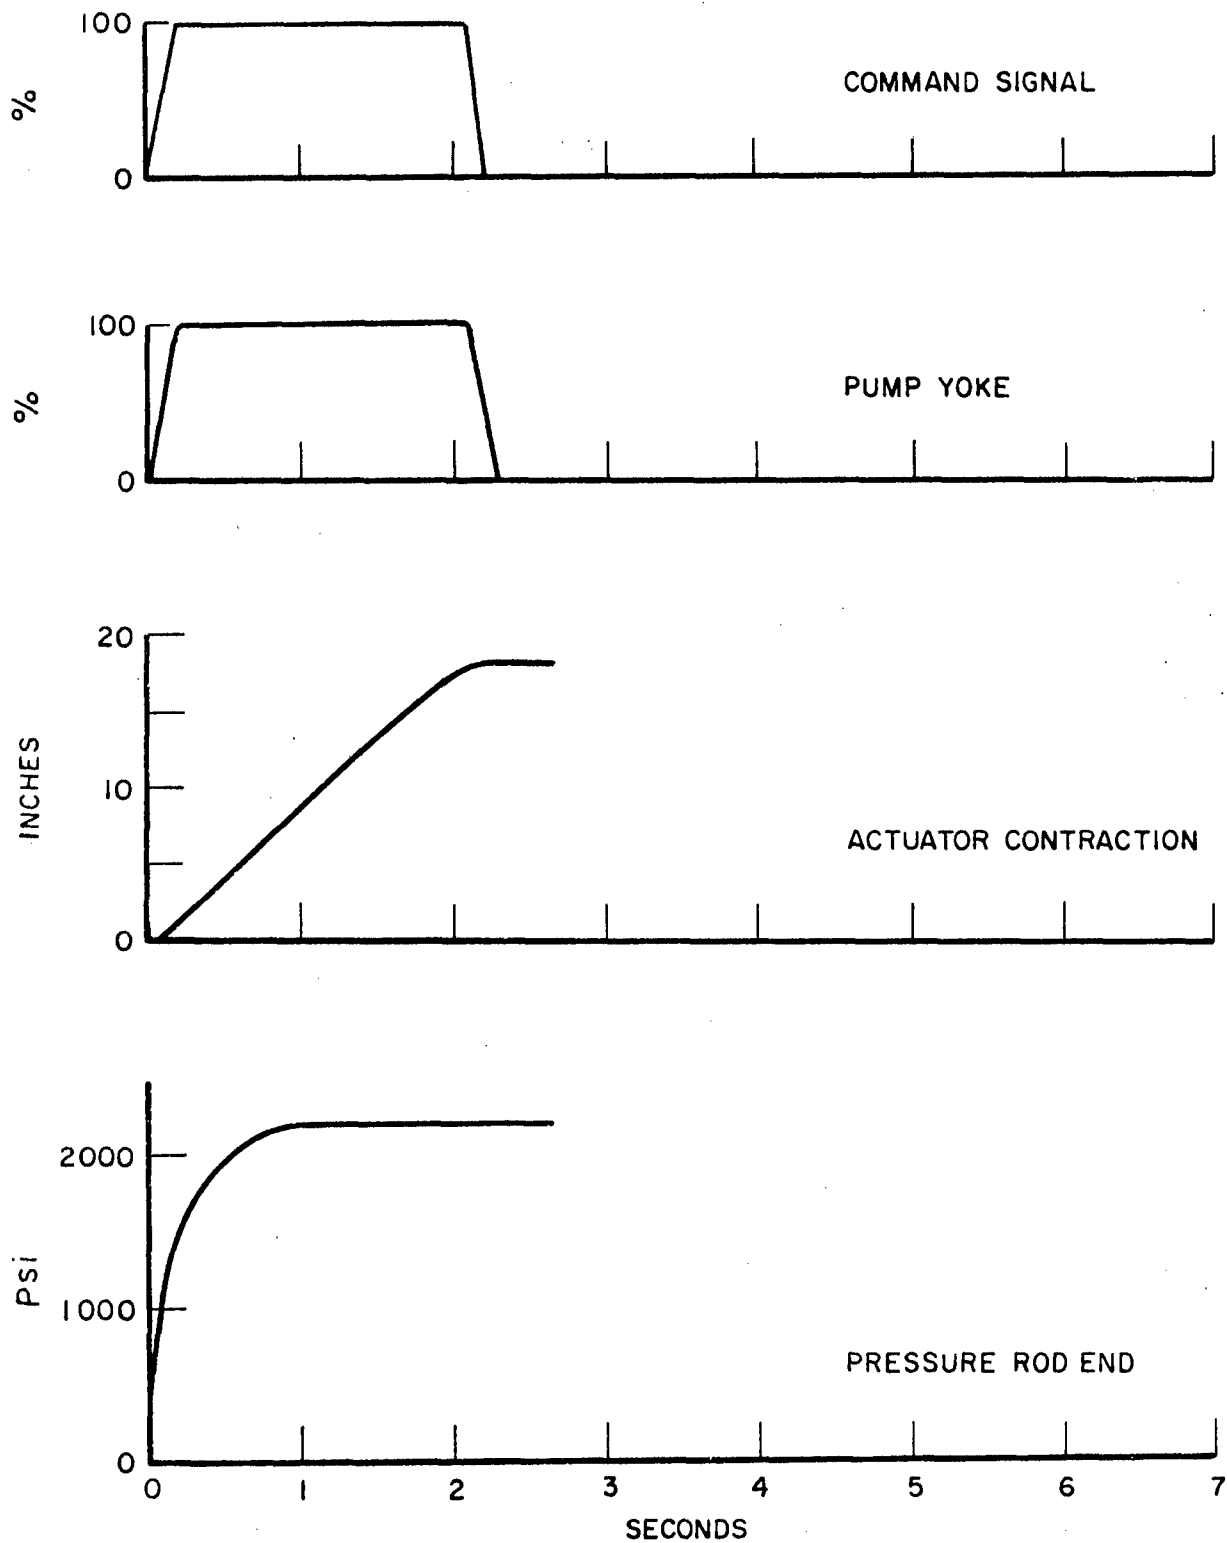 100
%
COMMAND SIGNAL
0
100
%
PUMP YOKE
0
20
INCHES
10
ACTUATOR CONTRACTION
0
2000
Psi
1000
PRESSURE ROD END
0
0 1 2 3 4 5 6 7
SECONDS